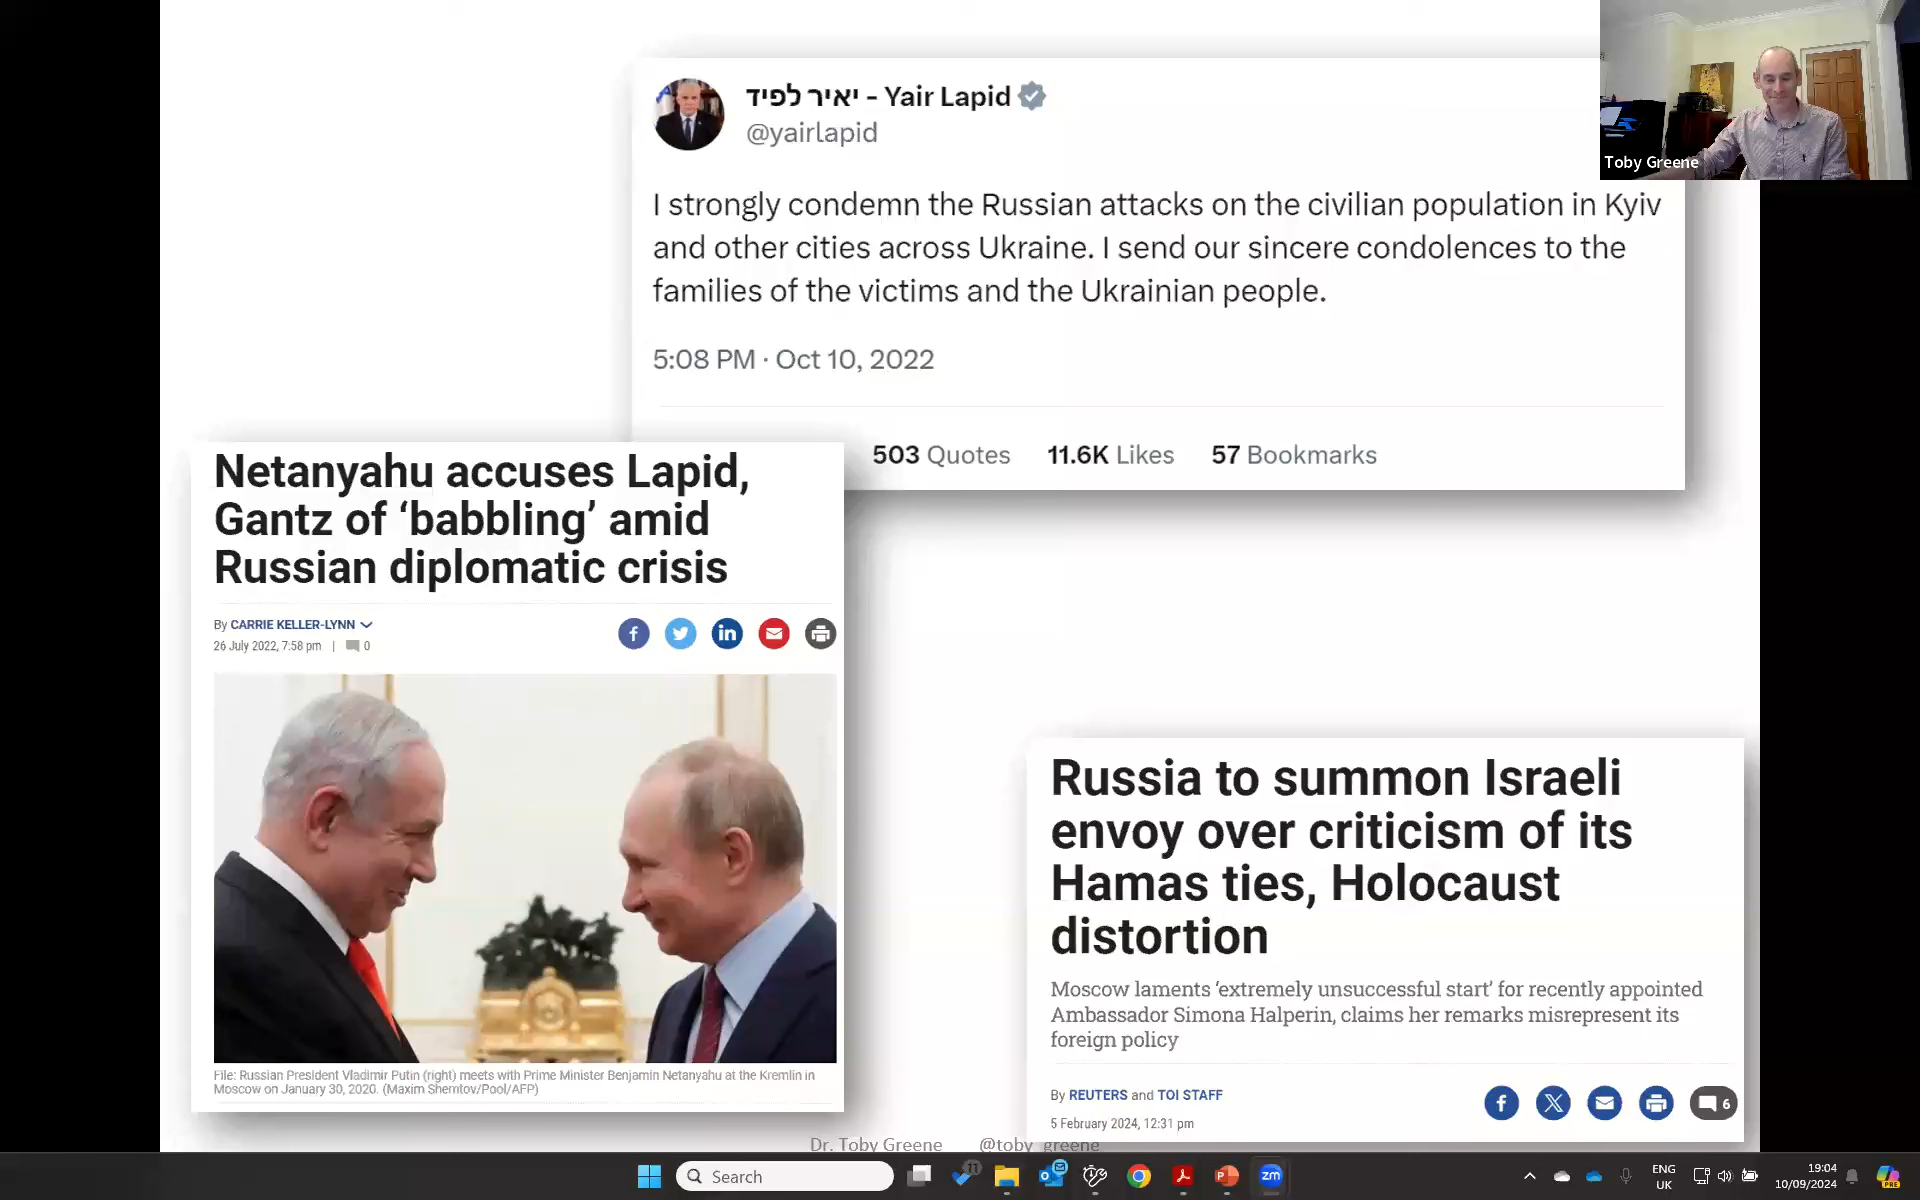 יאיר לפיד - Yair Lapid
@yairlapid
I strongly condemn the Russian attacks on the civilian population in Kyiv
and other cities across Ukraine. I send our sincere condolences to the
families of the victims and the Ukrainian people.
5:08 PM · Oct 10, 2022
503 Quotes 11.6K Likes 57 Bookmarks
Toby Greene
Netanyahu accuses Lapid,
Gantz of ‘babbling’ amid
Russian diplomatic crisis
By CARRIE KELLER-LYNN
26 July 2022, 7:58 pm | 0
File: Russian President Vladimir Putin (right) meets with Prime Minister Benjamin Netanyahu at the Kremlin in
Moscow on January 30, 2020. (Maxim Shemtov/Pool/AFP)
Russia to summon Israeli
envoy over criticism of its
Hamas ties, Holocaust
distortion
Moscow laments ‘extremely unsuccessful start’ for recently appointed
Ambassador Simona Halperin, claims her remarks misrepresent its
foreign policy
By REUTERS and TOI STAFF
5 February 2024, 12:31 pm
6
Dr. Toby Greene @toby_greene
Search
11
zm
ENG
UK
19:04
10/09/2024
PRE